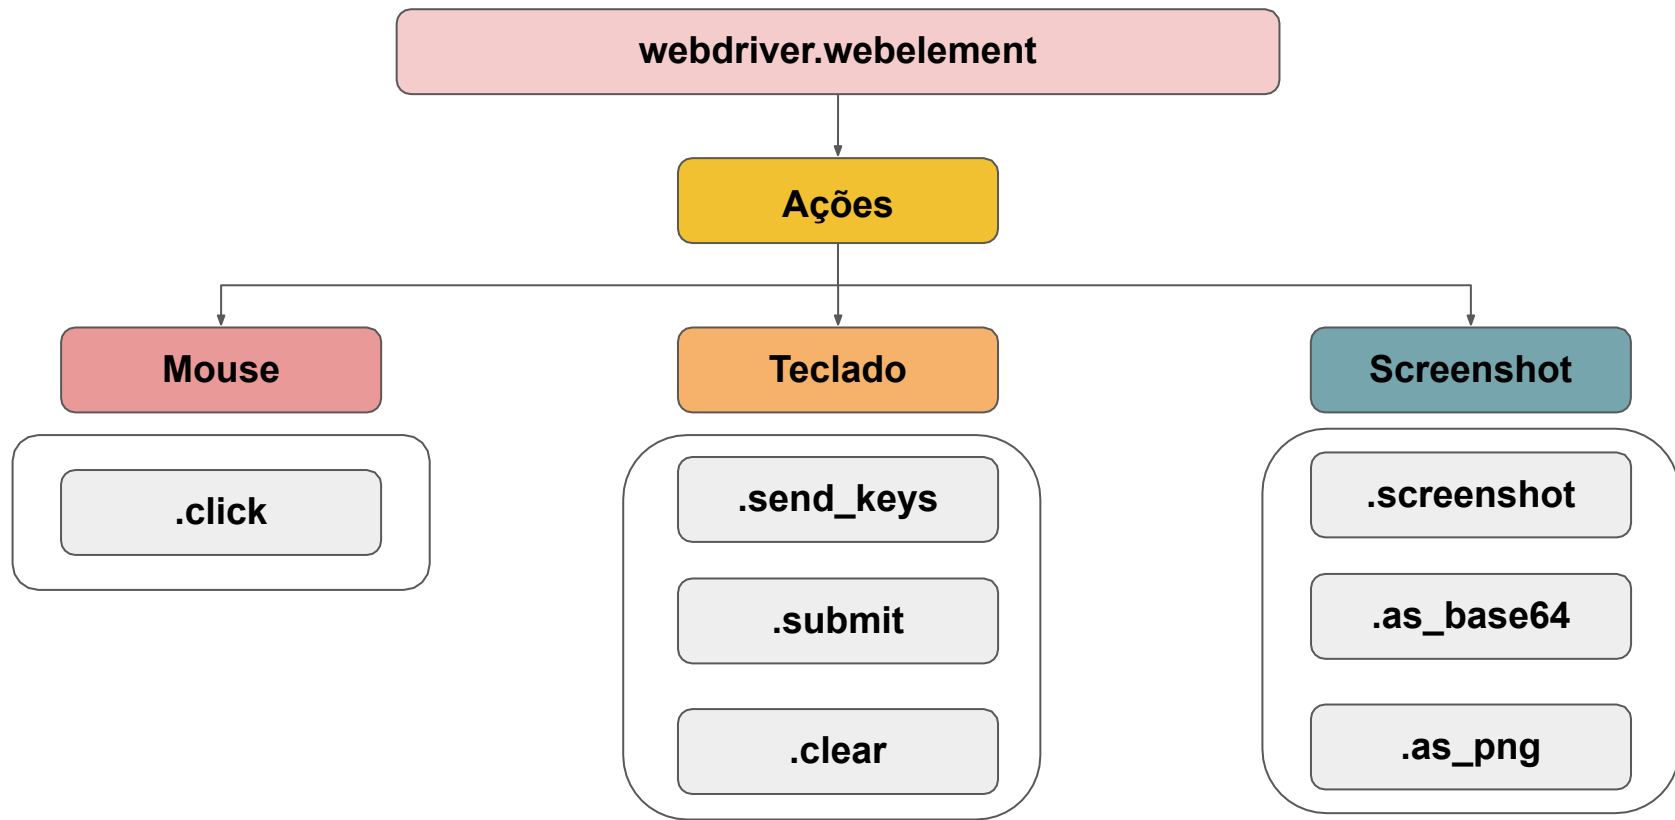 webdriver.webelement
Ações
Mouse
Teclado
Screenshot
.click
.send_keys
.submit
.clear
.screenshot
.as_base64
.as_png